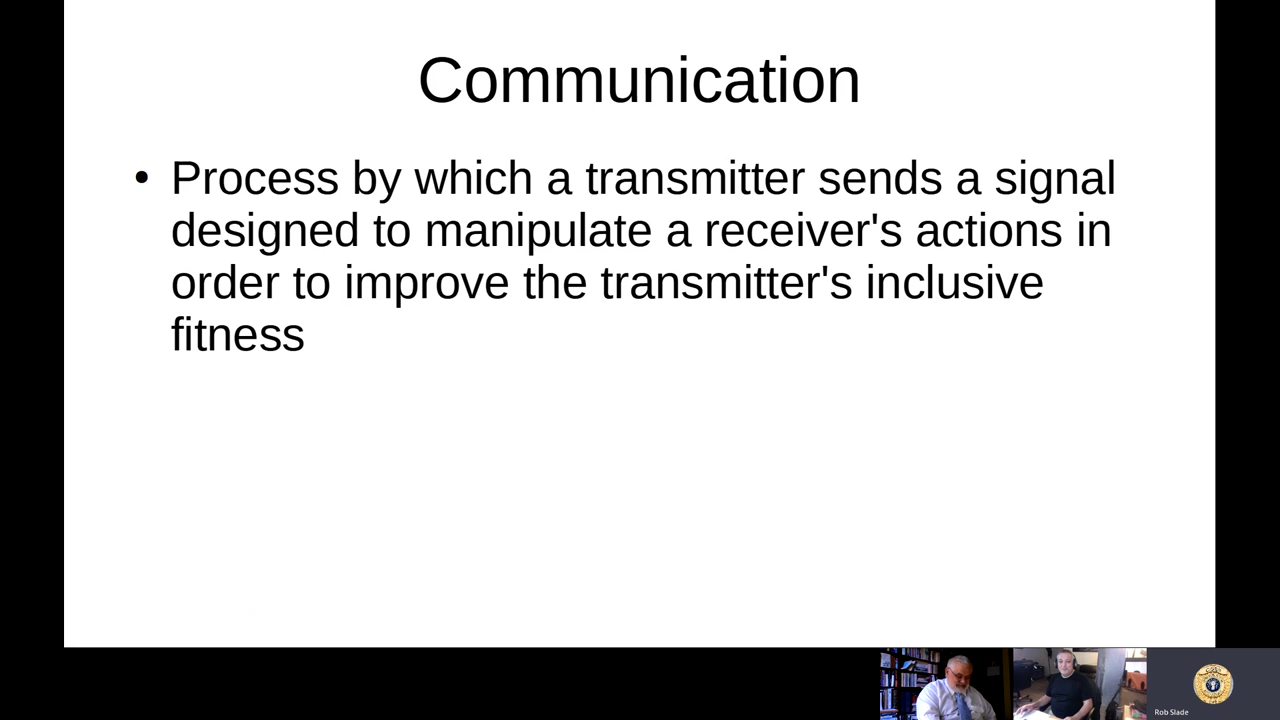 Communication
• Process by which a transmitter sends a signal
designed to manipulate a receiver's actions in
order to improve the transmitter's inclusive
fitness
Rob Slade